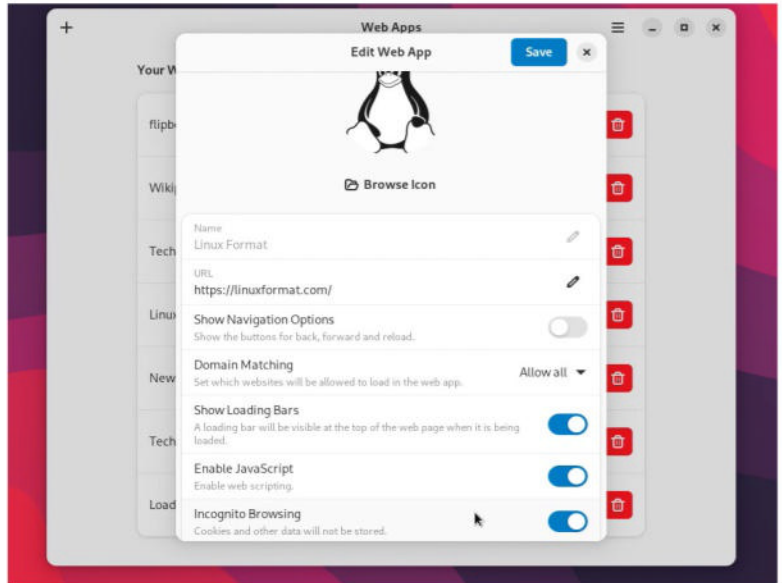 Web Apps
Edit Web App
Save
Your W
flipb
Wiki
Tech
Linux
New
Tech
Load
Browse Icon
Name
Linux Format
URL
https://linuxformat.com/
Show Navigation Options
Show the buttons for back, forward and reload.
Domain Matching
Allow all
Set which websites will be allowed to load in the web app.
Show Loading Bars
A loading bar will be visible at the top of the web page when it is being
loaded.
Enable JavaScript
Enable web scripting.
Incognito Browsing
Cookies and other data will not be stored.